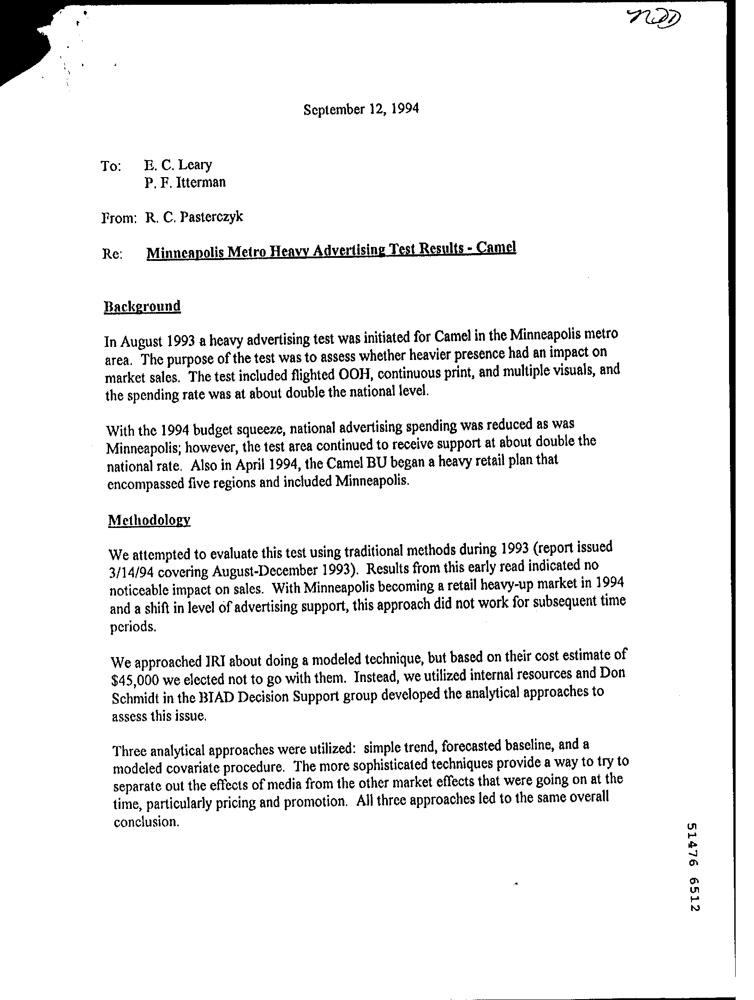 September 12, 1994
To: E. C. Leary
P. F. Itterman
From: R. C. Pasterczyk
Re: Minneapolis Metro Heavy Advertising Test Results - Camel
Background
In August 1993 a heavy advertising test was initiated for Camel in the Minneapolis metro
area. The purpose of the test was to assess whether heavier presence had an impact on
market sales. The test included flighted OOH, continuous print, and multiple visuals, and
the spending rate was at about double the national level.
With the 1994 budget squeeze, national advertising spending was reduced as was
Minneapolis; however, the test area continued to receive support at about double the
national rate. Also in April 1994, the Camel BU began a heavy retail plan that
encompassed five regions and included Minneapolis.
Methodology
We attempted to evaluate this test using traditional methods during 1993 (report issued
3/14/94 covering August-December 1993). Results from this early read indicated no
noticeable impact on sales. With Minneapolis becoming a retail heavy-up market in 1994
and a shift in level of advertising support, this approach did not work for subsequent time
periods.
We approached IRI about doing a modeled technique, but based on their cost estimate of
$45,000 we elected not to go with them. Instead, we utilized internal resources and Don
Schmidt in the BIAD Decision Support group developed the analytical approaches to
assess this issue.
Three analytical approaches were utilized: simple trend, forecasted baseline, and a
modeled covariate procedure. The more sophisticated techniques provide a way to try to
separate out the effects of media from the other market effects that were going on at the
time, particularly pricing and promotion. All three approaches led to the same overall
conclusion.
51476 6512